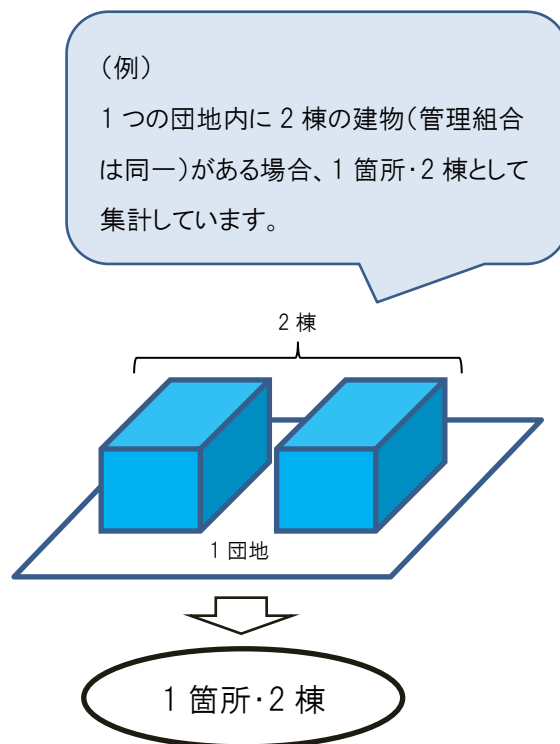 （例）
1 つの団地内に 2 棟の建物（管理組合
は同一）がある場合、1 箇所・2 棟として
集計しています。
2 棟
1 団地
1 箇所・2 棟